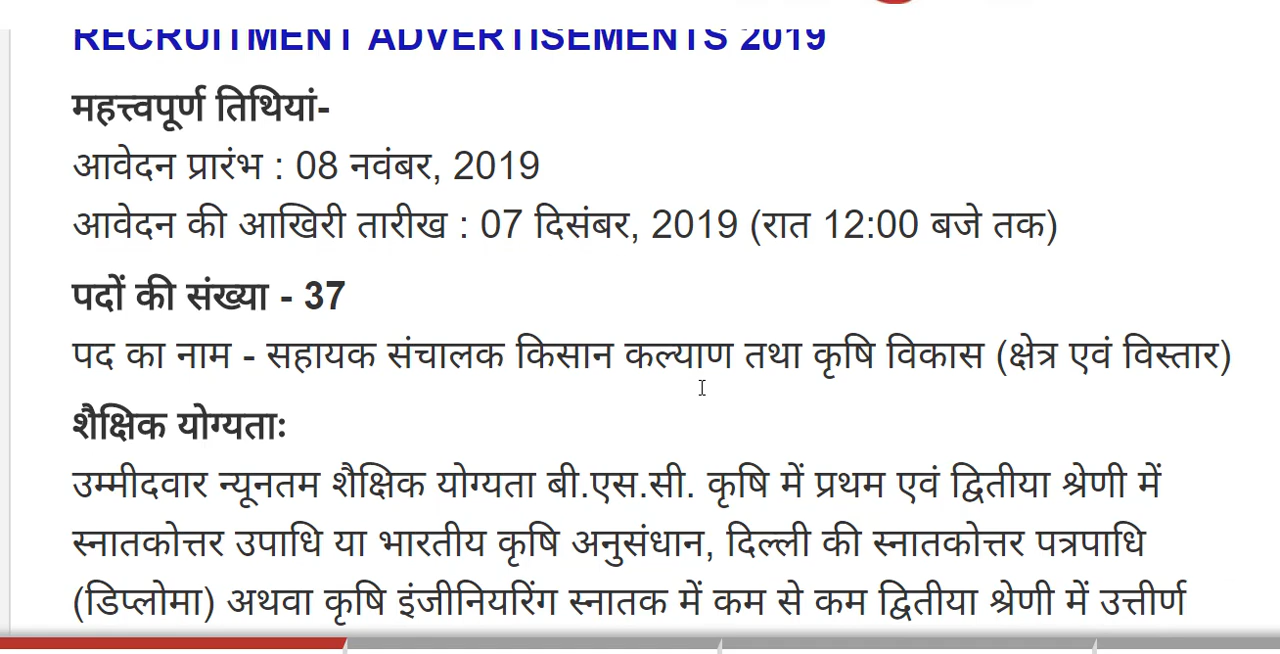 RECRUITMENT ADVERTISEMENTS 2019
महत्त्वपूर्ण तिथियां-
आवेदन प्रारंभ : 08 नवंबर, 2019
आवेदन की आखिरी तारीख : 07 दिसंबर, 2019 (रात 12:00 बजे तक)
पदों की संख्या - 37
पद का नाम - सहायक संचालक किसान कल्याण तथा कृषि विकास (क्षेत्र एवं विस्तार)
शैक्षिक योग्यताः
उम्मीदवार न्यूनतम शैक्षिक योग्यता बी.एस.सी. कृषि में प्रथम एवं द्वितीया श्रेणी में
स्नातकोत्तर उपाधि या भारतीय कृषि अनुसंधान, दिल्ली की स्नातकोत्तर पत्रपाधि
(डिप्लोमा) अथवा कृषि इंजीनियरिंग स्नातक में कम से कम द्वितीया श्रेणी में उत्तीर्ण